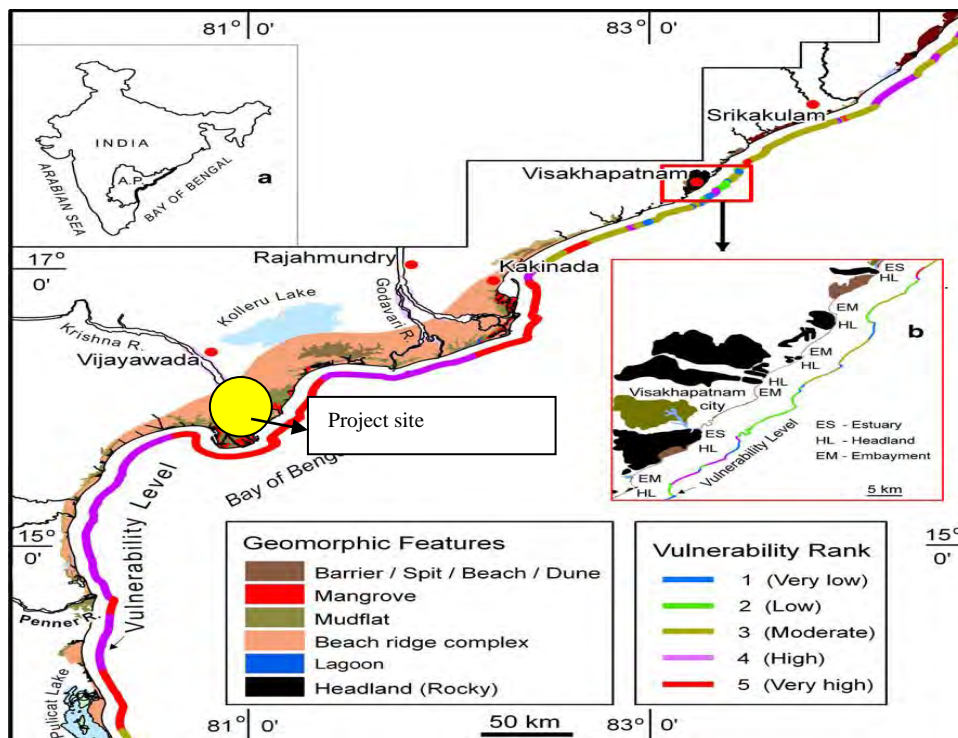 81° 0'
83° 0'
INDIA
A.P.
ARABIAN SEA
BAY OF BENGAL
a
Srikakulam
Visakhapatnam
17° 0'
Rajahmundry
Kakinada
Godavari R.
Kolleru Lake
Krishna R.
Vijayawada
Project site
Bay of Beng
Vulnerability Level
15° 0'
Penner R.
Pulicat Lake
ES
HL
EM
b
HL
EM
HL
HL
EM
Visakhapatnam
city
ES
HL
EM
HL
Vulnerability Level
ES - Estuary
HL - Headland
EM - Embayment
5 km
15° 0'
Geomorphic Features
Barrier / Spit / Beach / Dune
Mangrove
Mudflat
Beach ridge complex
Lagoon
Headland (Rocky)
Vulnerability Rank
1 (Very low)
2 (Low)
3 (Moderate)
4 (High)
5 (Very high)
81° 0'
50 km
83° 0'